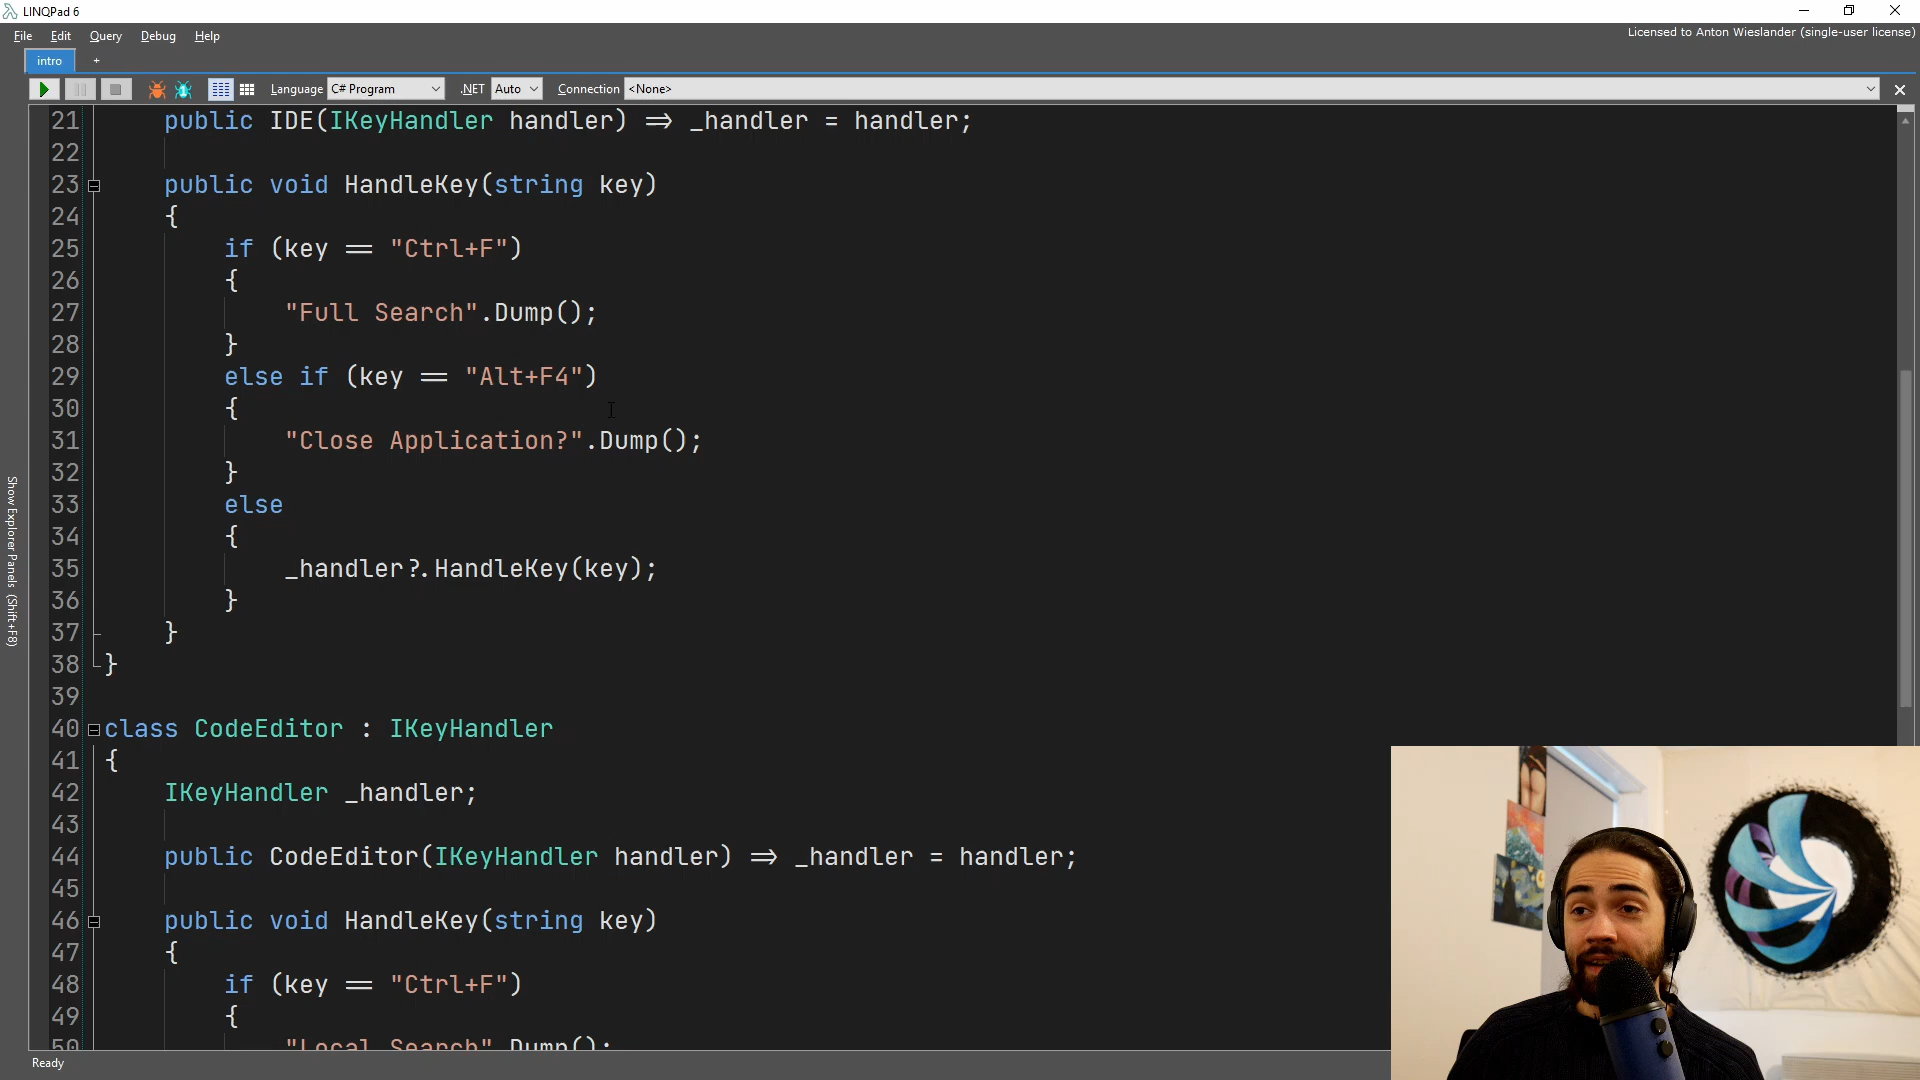 LINQPad 6
File Edit Query Debug Help
Licensed to Anton Wieslander (single-user license)
intro +
Language C# Program .NET Auto Connection <None>
21 public IDE(IKeyHandler handler) => _handler = handler;
22
23 public void HandleKey(string key)
24 {
25 if (key == "Ctrl+F")
26 {
27 "Full Search".Dump();
28 }
29 else if (key == "Alt+F4")
30 {
31 "Close Application?".Dump();
32 }
33 else
34 {
35 _handler?.HandleKey(key);
36 }
37 }
38 }
39
40 class CodeEditor : IKeyHandler
41 {
42 IKeyHandler _handler;
43
44 public CodeEditor(IKeyHandler handler) => _handler = handler;
45
46 public void HandleKey(string key)
47 {
48 if (key == "Ctrl+F")
49 {
50 "Local Search".Dump();
Show Explorer Panels (Shift+F8)
Ready